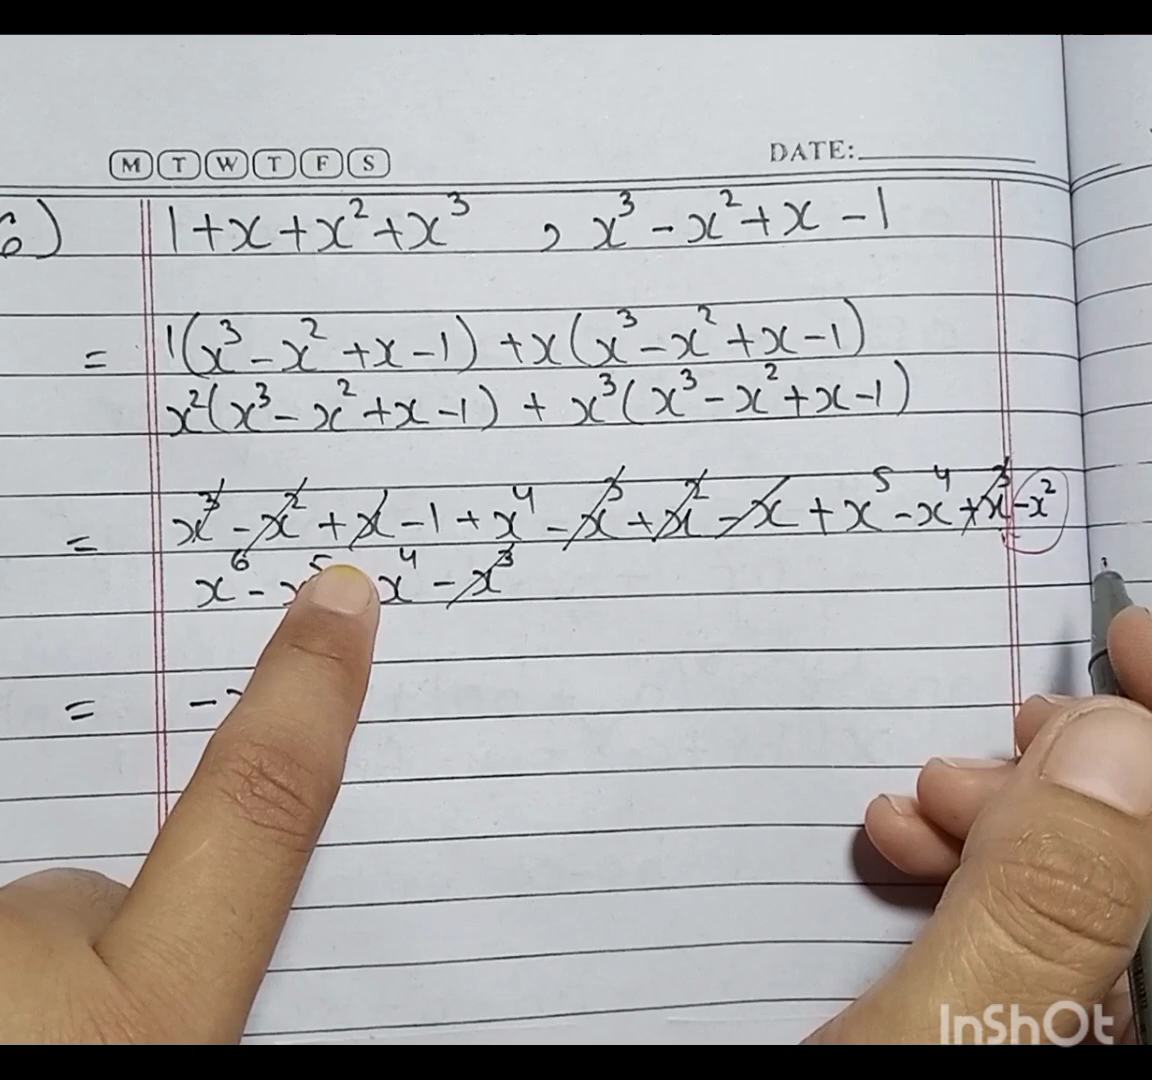 M T W T F S
DATE:
6) 1+x+x²+x³ , x³-x²+x-1
= 1(x³-x²+x-1) +x(x³-x²+x-1)
x²(x³-x²+x-1) + x³(x³-x²+x-1)
= x³-x²+x-1+x⁴-x³+x²-x+x⁵-x⁴+x³-x²
x⁶- x⁴-x³
= -
InShOt